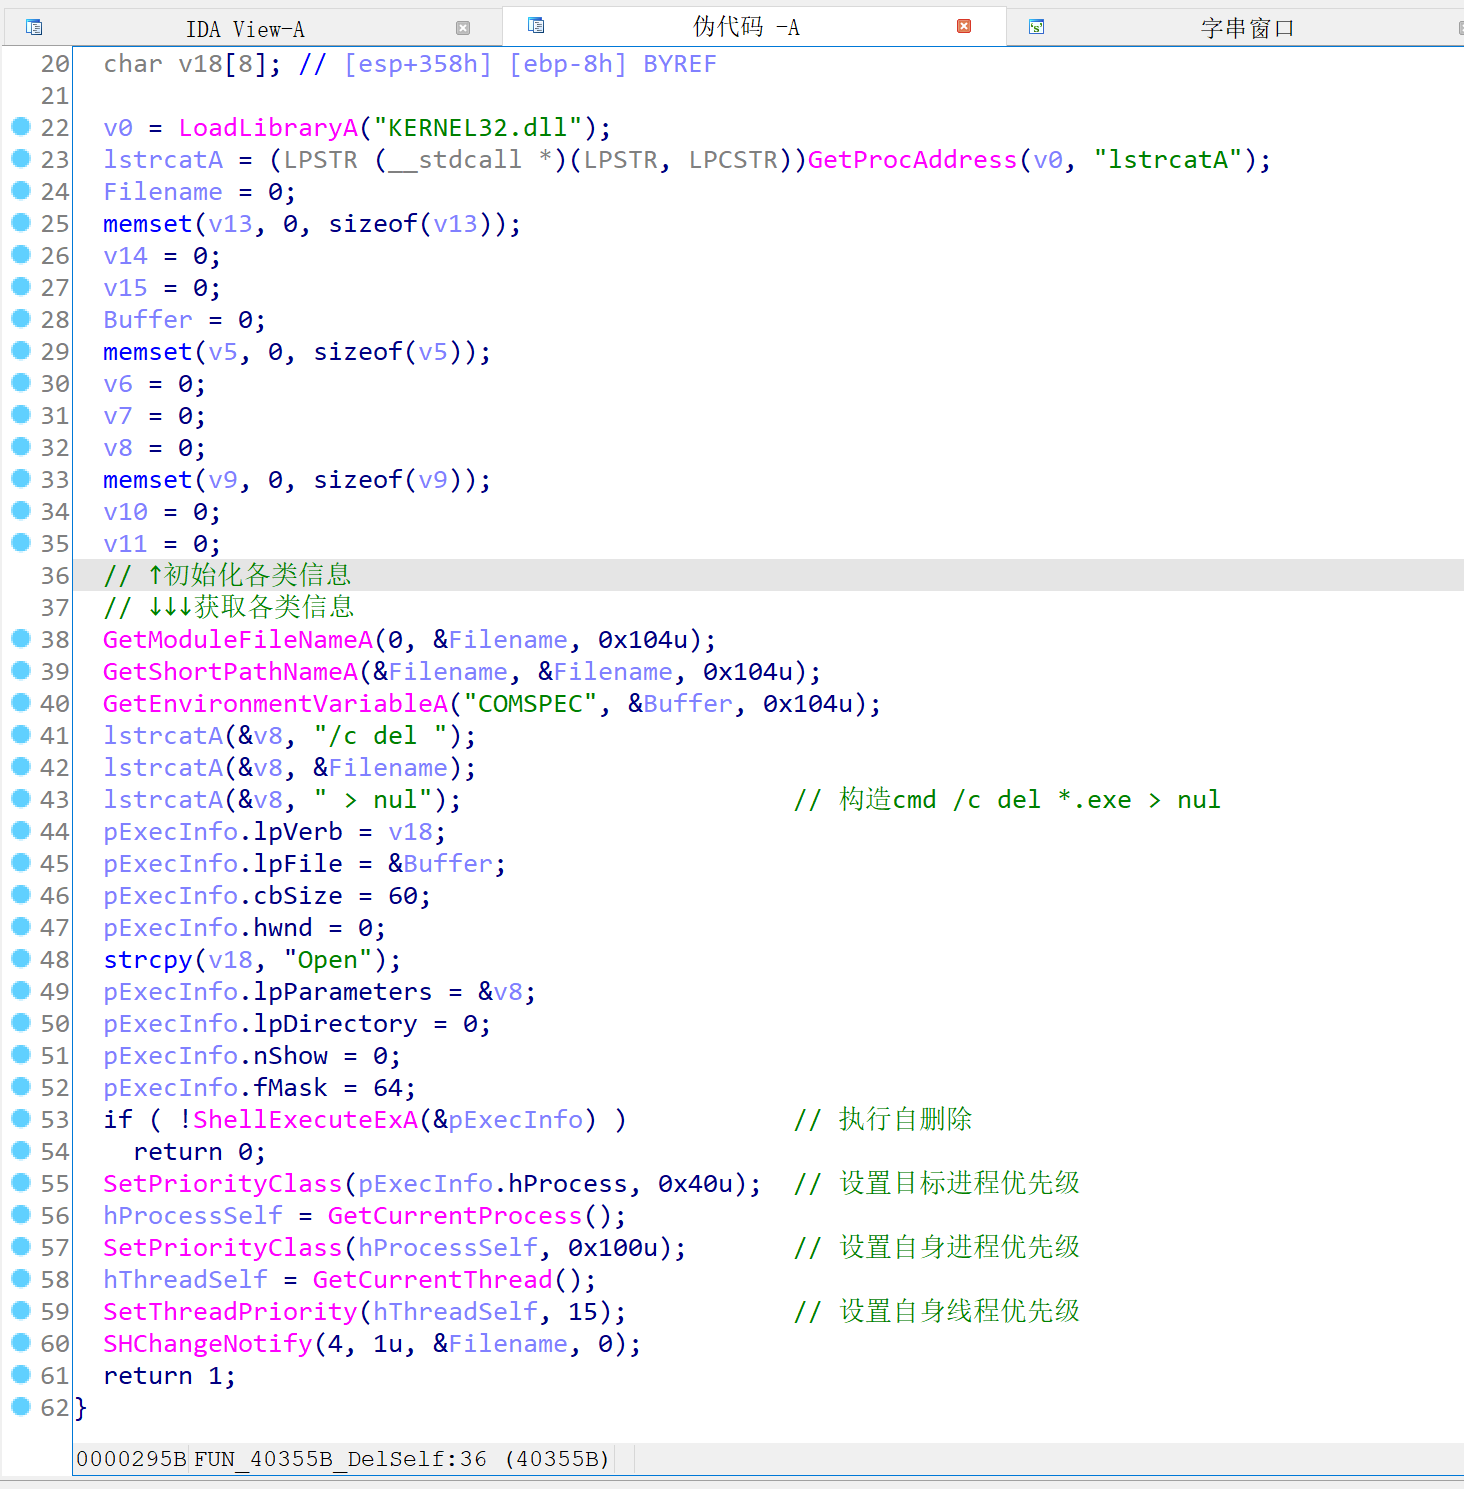 IDA View-A
伪代码 -A
字串窗口
20 char v18[8]; // [esp+358h] [ebp-8h] BYREF
21
22 v0 = LoadLibraryA("KERNEL32.dll");
23 lstrcatA = (LPSTR (__stdcall *)(LPSTR, LPCSTR))GetProcAddress(v0, "lstrcatA");
24 Filename = 0;
25 memset(v13, 0, sizeof(v13));
26 v14 = 0;
27 v15 = 0;
28 Buffer = 0;
29 memset(v5, 0, sizeof(v5));
30 v6 = 0;
31 v7 = 0;
32 v8 = 0;
33 memset(v9, 0, sizeof(v9));
34 v10 = 0;
35 v11 = 0;
36 // ↑初始化各类信息
37 // ↓↓↓获取各类信息
38 GetModuleFileNameA(0, &Filename, 0x104u);
39 GetShortPathNameA(&Filename, &Filename, 0x104u);
40 GetEnvironmentVariableA("COMSPEC", &Buffer, 0x104u);
41 lstrcatA(&v8, "/c del ");
42 lstrcatA(&v8, &Filename);
43 lstrcatA(&v8, " > nul"); // 构造cmd /c del *.exe > nul
44 pExecInfo.lpVerb = v18;
45 pExecInfo.lpFile = &Buffer;
46 pExecInfo.cbSize = 60;
47 pExecInfo.hwnd = 0;
48 strcpy(v18, "Open");
49 pExecInfo.lpParameters = &v8;
50 pExecInfo.lpDirectory = 0;
51 pExecInfo.nShow = 0;
52 pExecInfo.fMask = 64;
53 if ( !ShellExecuteExA(&pExecInfo) ) // 执行自删除
54 return 0;
55 SetPriorityClass(pExecInfo.hProcess, 0x40u); // 设置目标进程优先级
56 hProcessSelf = GetCurrentProcess();
57 SetPriorityClass(hProcessSelf, 0x100u); // 设置自身进程优先级
58 hThreadSelf = GetCurrentThread();
59 SetThreadPriority(hThreadSelf, 15); // 设置自身线程优先级
60 SHChangeNotify(4, 1u, &Filename, 0);
61 return 1;
62 }
0000295B FUN_40355B_DelSelf:36 (40355B)